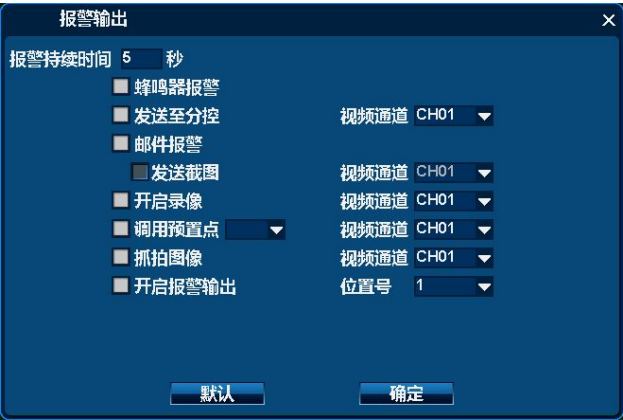 报警输出
报警持续时间 5 秒
蜂鸣器报警
发送至分控 视频通道 CH01
邮件报警
发送截图 视频通道 CH01
开启录像 视频通道 CH01
调用预置点 视频通道 CH01
抓拍图像 视频通道 CH01
开启报警输出 位置号 1
默认 确定